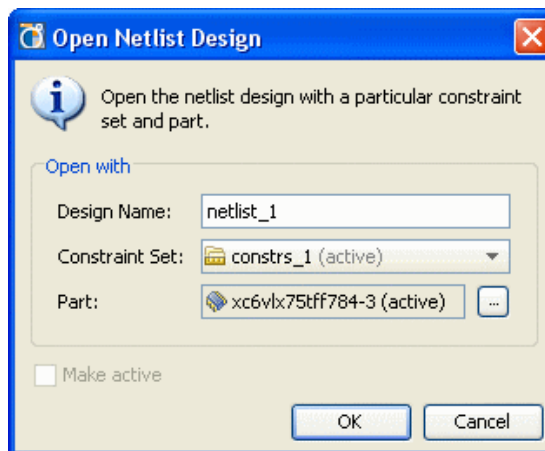 Open Netlist Design
Open the netlist design with a particular constraint
set and part.
Open with
Design Name: netlist_1
Constraint Set: constrs_1 (active)
Part: xc6vlx75tff784-3 (active) ...
Make active
OK Cancel